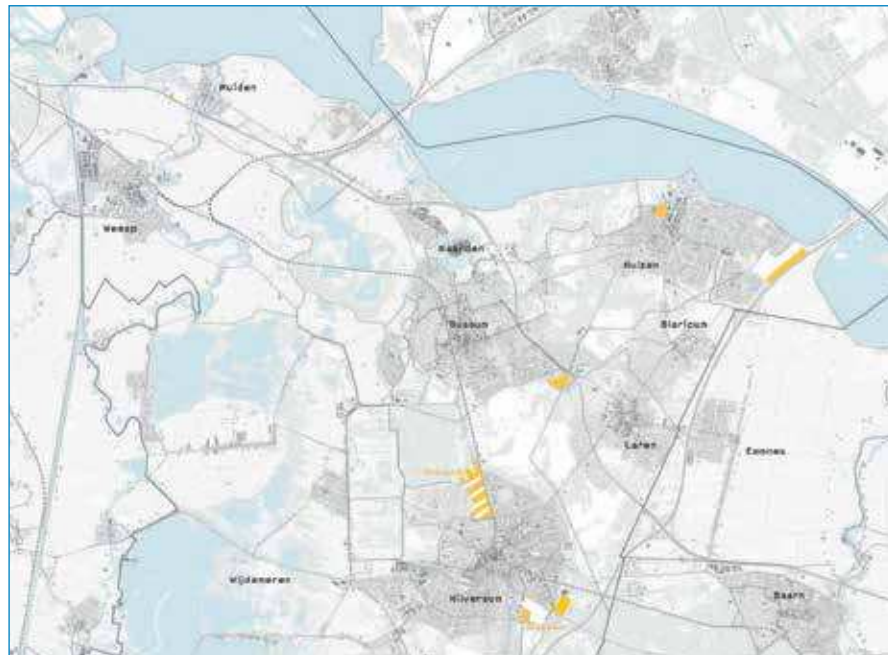 Muiden
Weesp
Naarden
Huizen
Bussum
Blaricum
Laren
Eemnes
Wijdemeren
Hilversum
Baarn